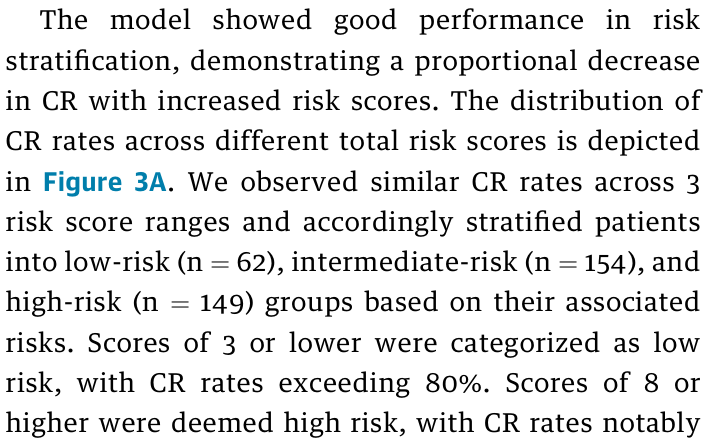 The model showed good performance in risk
stratification, demonstrating a proportional decrease
in CR with increased risk scores. The distribution of
CR rates across different total risk scores is depicted
in Figure 3A. We observed similar CR rates across 3
risk score ranges and accordingly stratified patients
into low-risk (n = 62), intermediate-risk (n = 154), and
high-risk (n = 149) groups based on their associated
risks. Scores of 3 or lower were categorized as low
risk, with CR rates exceeding 80%. Scores of 8 or
higher were deemed high risk, with CR rates notably